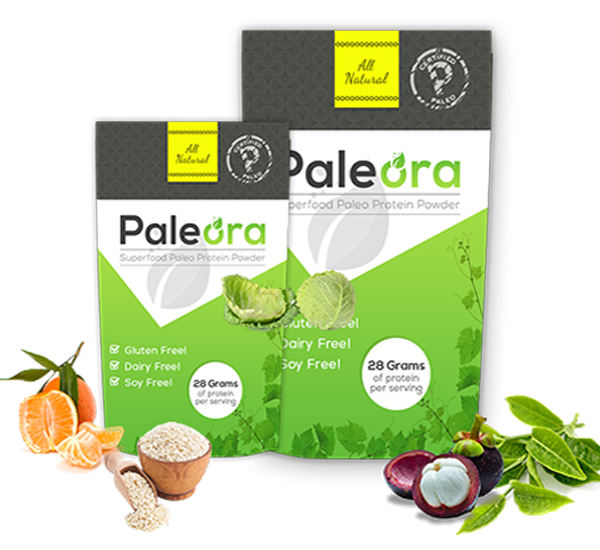 All
Natural
CERTIFIED
PALEO
Paleora
Superfood Paleo Protein Powder
Gluten Free!
Dairy Free!
Soy Free!
28 Grams
of protein
per serving
All
Natural
CERTIFIED
PALEO
Paleora
Superfood Paleo Protein Powder
Gluten Free!
Dairy Free!
Soy Free!
28 Grams
of protein
per serving